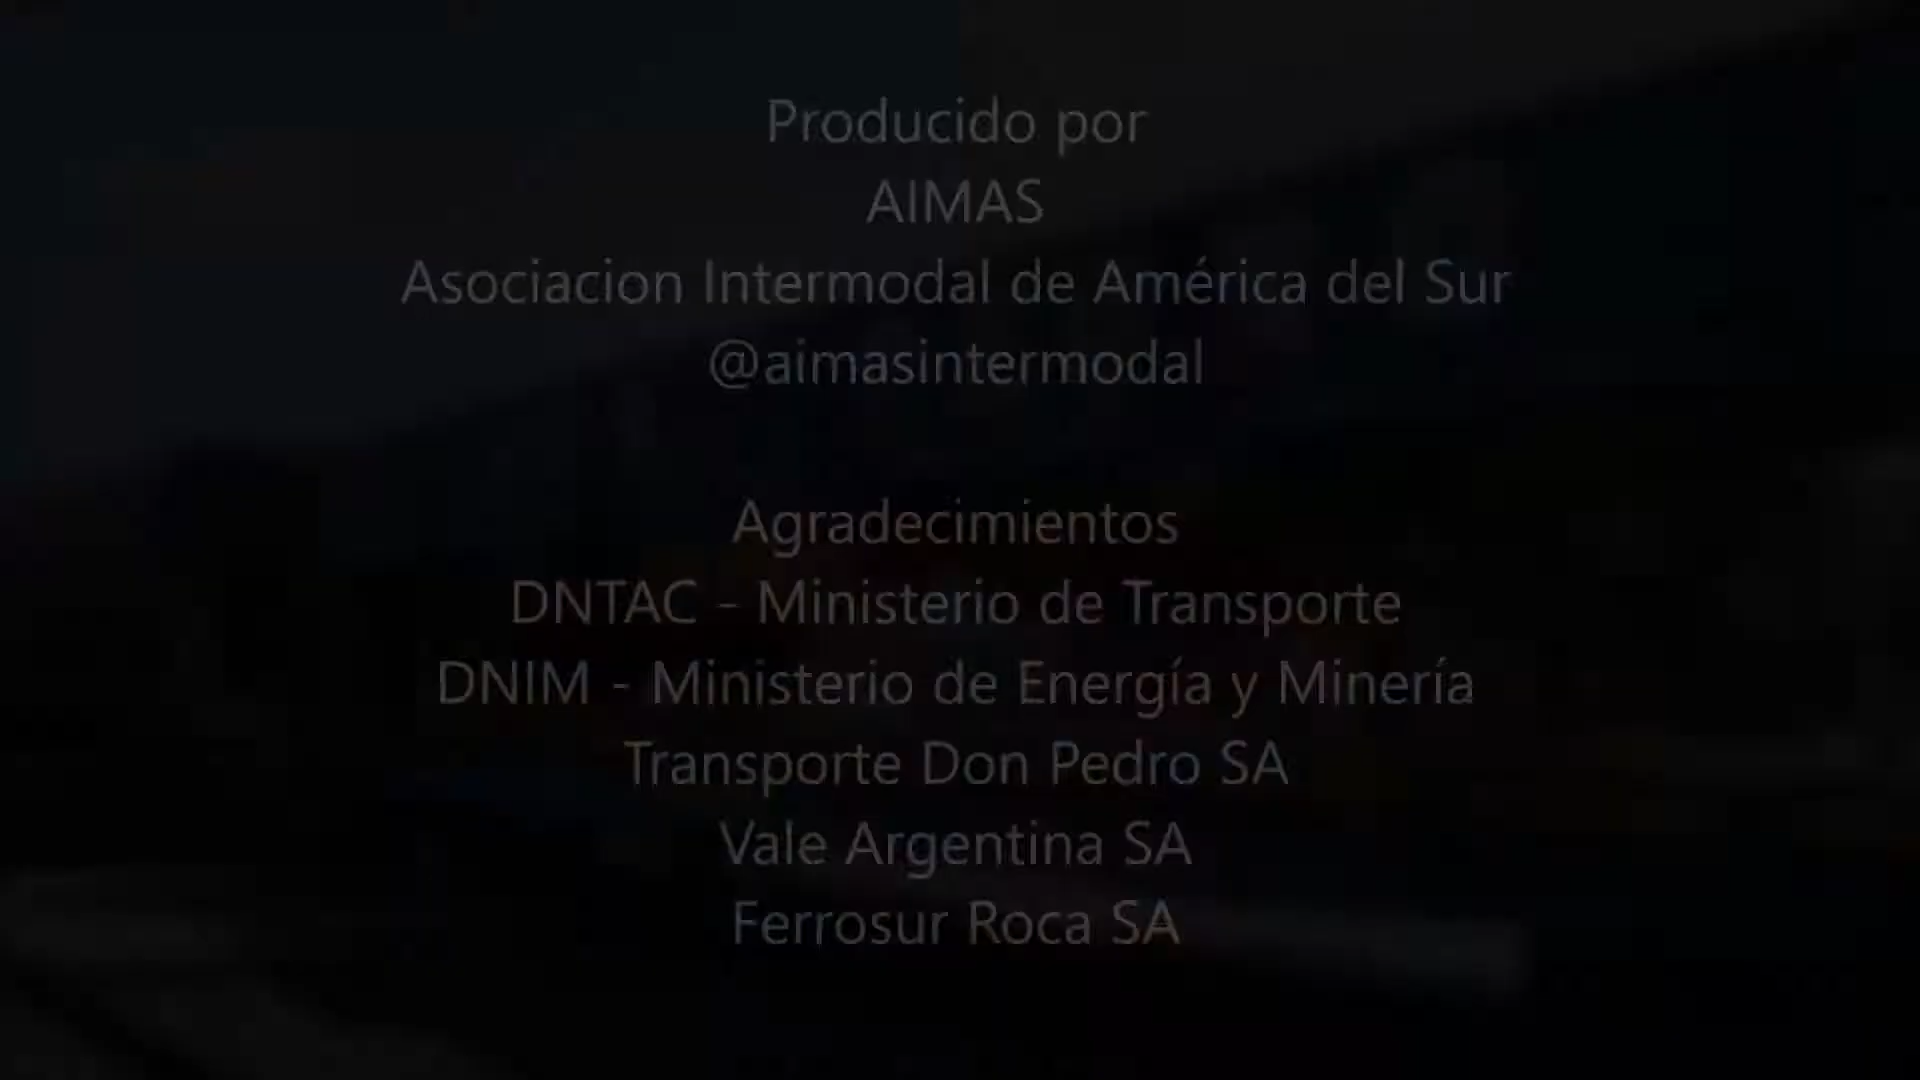 Producido por
AIMAS
Asociacion Intermodal de América del Sur
@aimasintermodal
Agradecimientos
DNTAC - Ministerio de Transporte
DNIM - Ministerio de Energía y Minería
Transporte Don Pedro SA
Vale Argentina SA
Ferrosur Roca SA